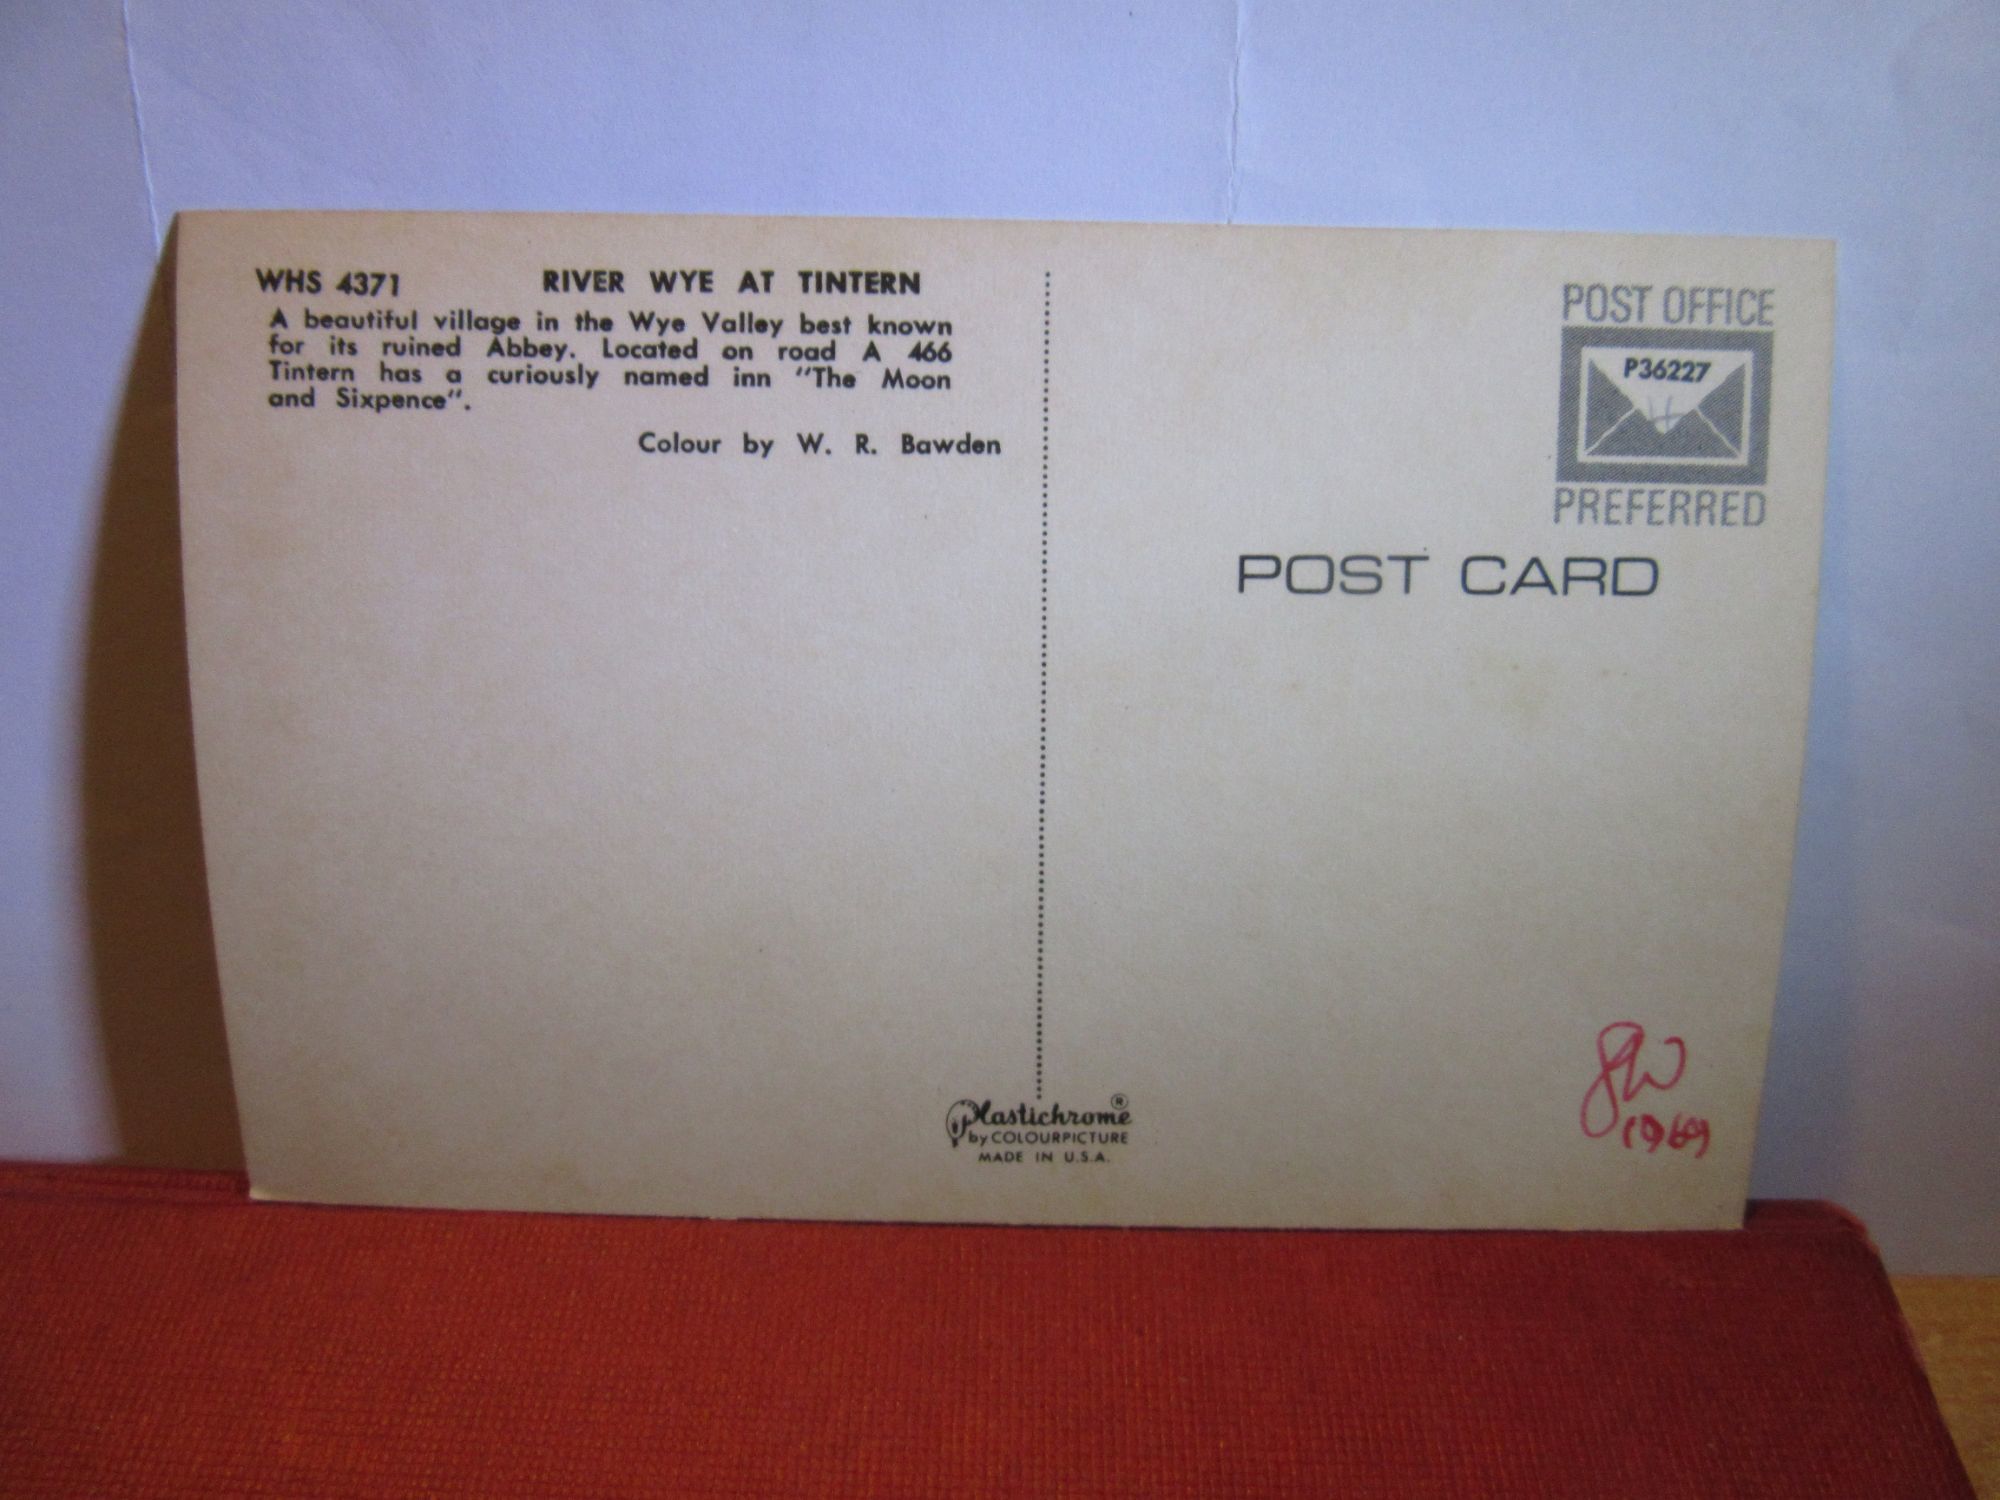 WHS 4371 RIVER WYE AT TINTERN
A beautiful village in the Wye Valley best known
for its ruined Abbey. Located on road A 466
Tintern has a curiously named inn "The Moon
and Sixpence".
Colour by W. R. Bawden
POST OFFICE
P36227
PREFERRED
POST CARD
Plastichrome®
by COLOURPICTURE
MADE IN U.S.A.
1969